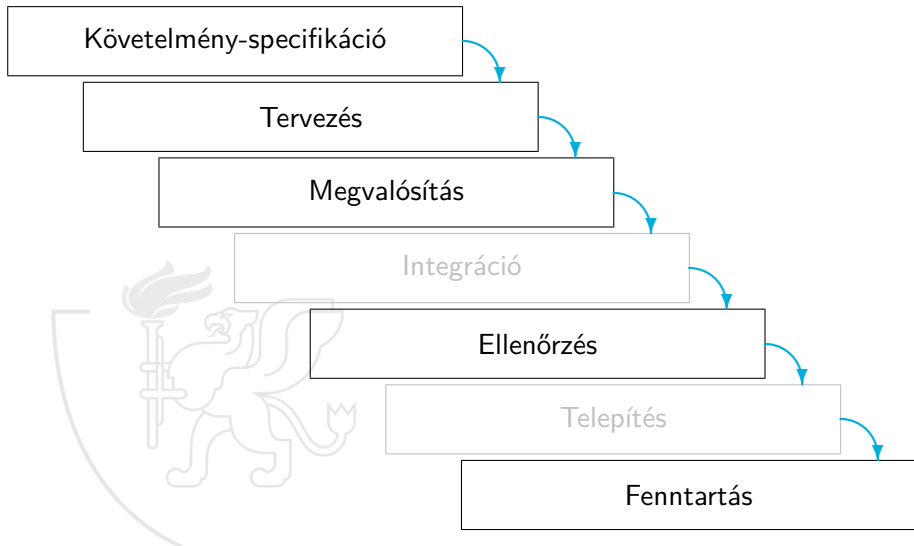 Követelmény-specifikáció
Tervezés
Megvalósítás
Integráció
Ellenőrzés
Telepítés
Fenntartás